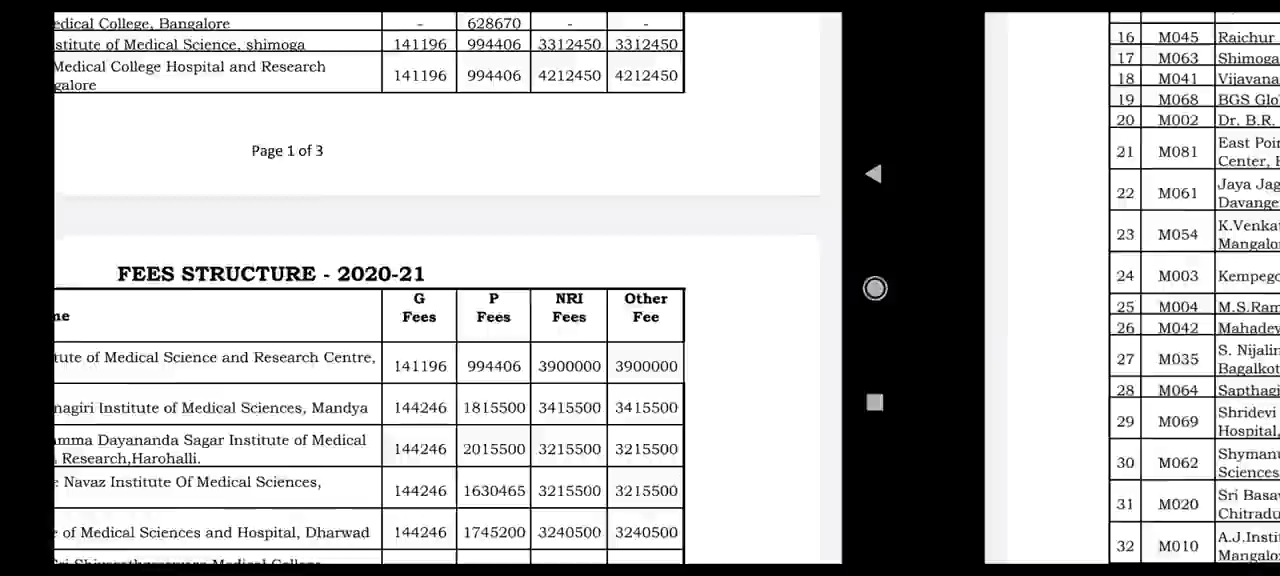 edical College, Bangalore - 628670 - -
stitute of Medical Science, shimoga 141196 994406 3312450 3312450
Medical College Hospital and Research
galore 141196 994406 4212450 4212450
Page 1 of 3
FEES STRUCTURE - 2020-21
me G Fees P Fees NRI Fees Other Fee
tute of Medical Science and Research Centre, 141196 994406 3900000 3900000
nagiri Institute of Medical Sciences, Mandya 144246 1815500 3415500 3415500
mma Dayananda Sagar Institute of Medical
Research,Harohalli. 144246 2015500 3215500 3215500
e Navaz Institute Of Medical Sciences, 144246 1630465 3215500 3215500
e of Medical Sciences and Hospital, Dharwad 144246 1745200 3240500 3240500
16 M045 Raichur
17 M063 Shimoga
18 M041 Vijayana
19 M068 BGS Glo
20 M002 Dr. B.R.
21 M081 East Poi
Center,
22 M061 Jaya Jag
Davange
23 M054 K.Venka
Mangalo
24 M003 Kempego
25 M004 M.S.Ram
26 M042 Mahadev
27 M035 S. Nijalin
Bagalkot
28 M064 Sapthagi
29 M069 Shridevi
Hospital,
30 M062 Shyman
Sciences
31 M020 Sri Basav
Chitradu
32 M010 A.J.Insti
Mangalo